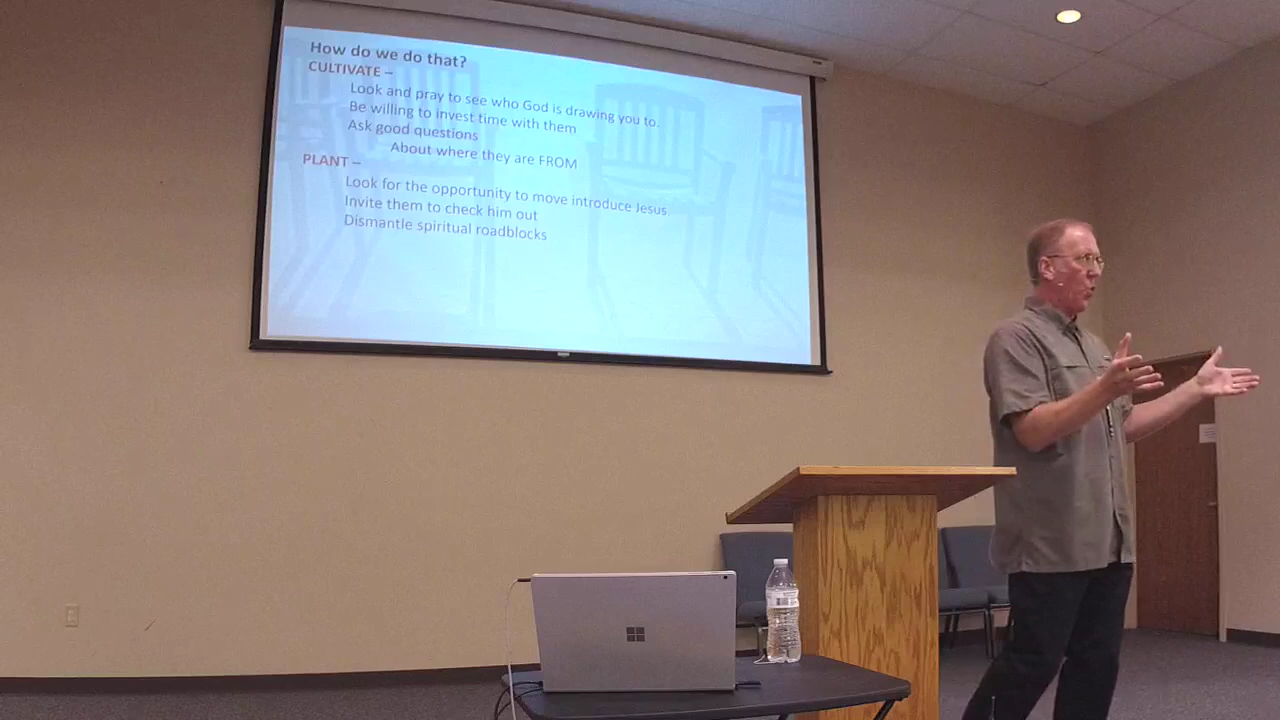 How do we do that?
CULTIVATE –
Look and pray to see who God is drawing you to.
Be willing to invest time with them
Ask good questions
About where they are FROM
PLANT –
Look for the opportunity to move introduce Jesus
Invite them to check him out
Dismantle spiritual roadblocks